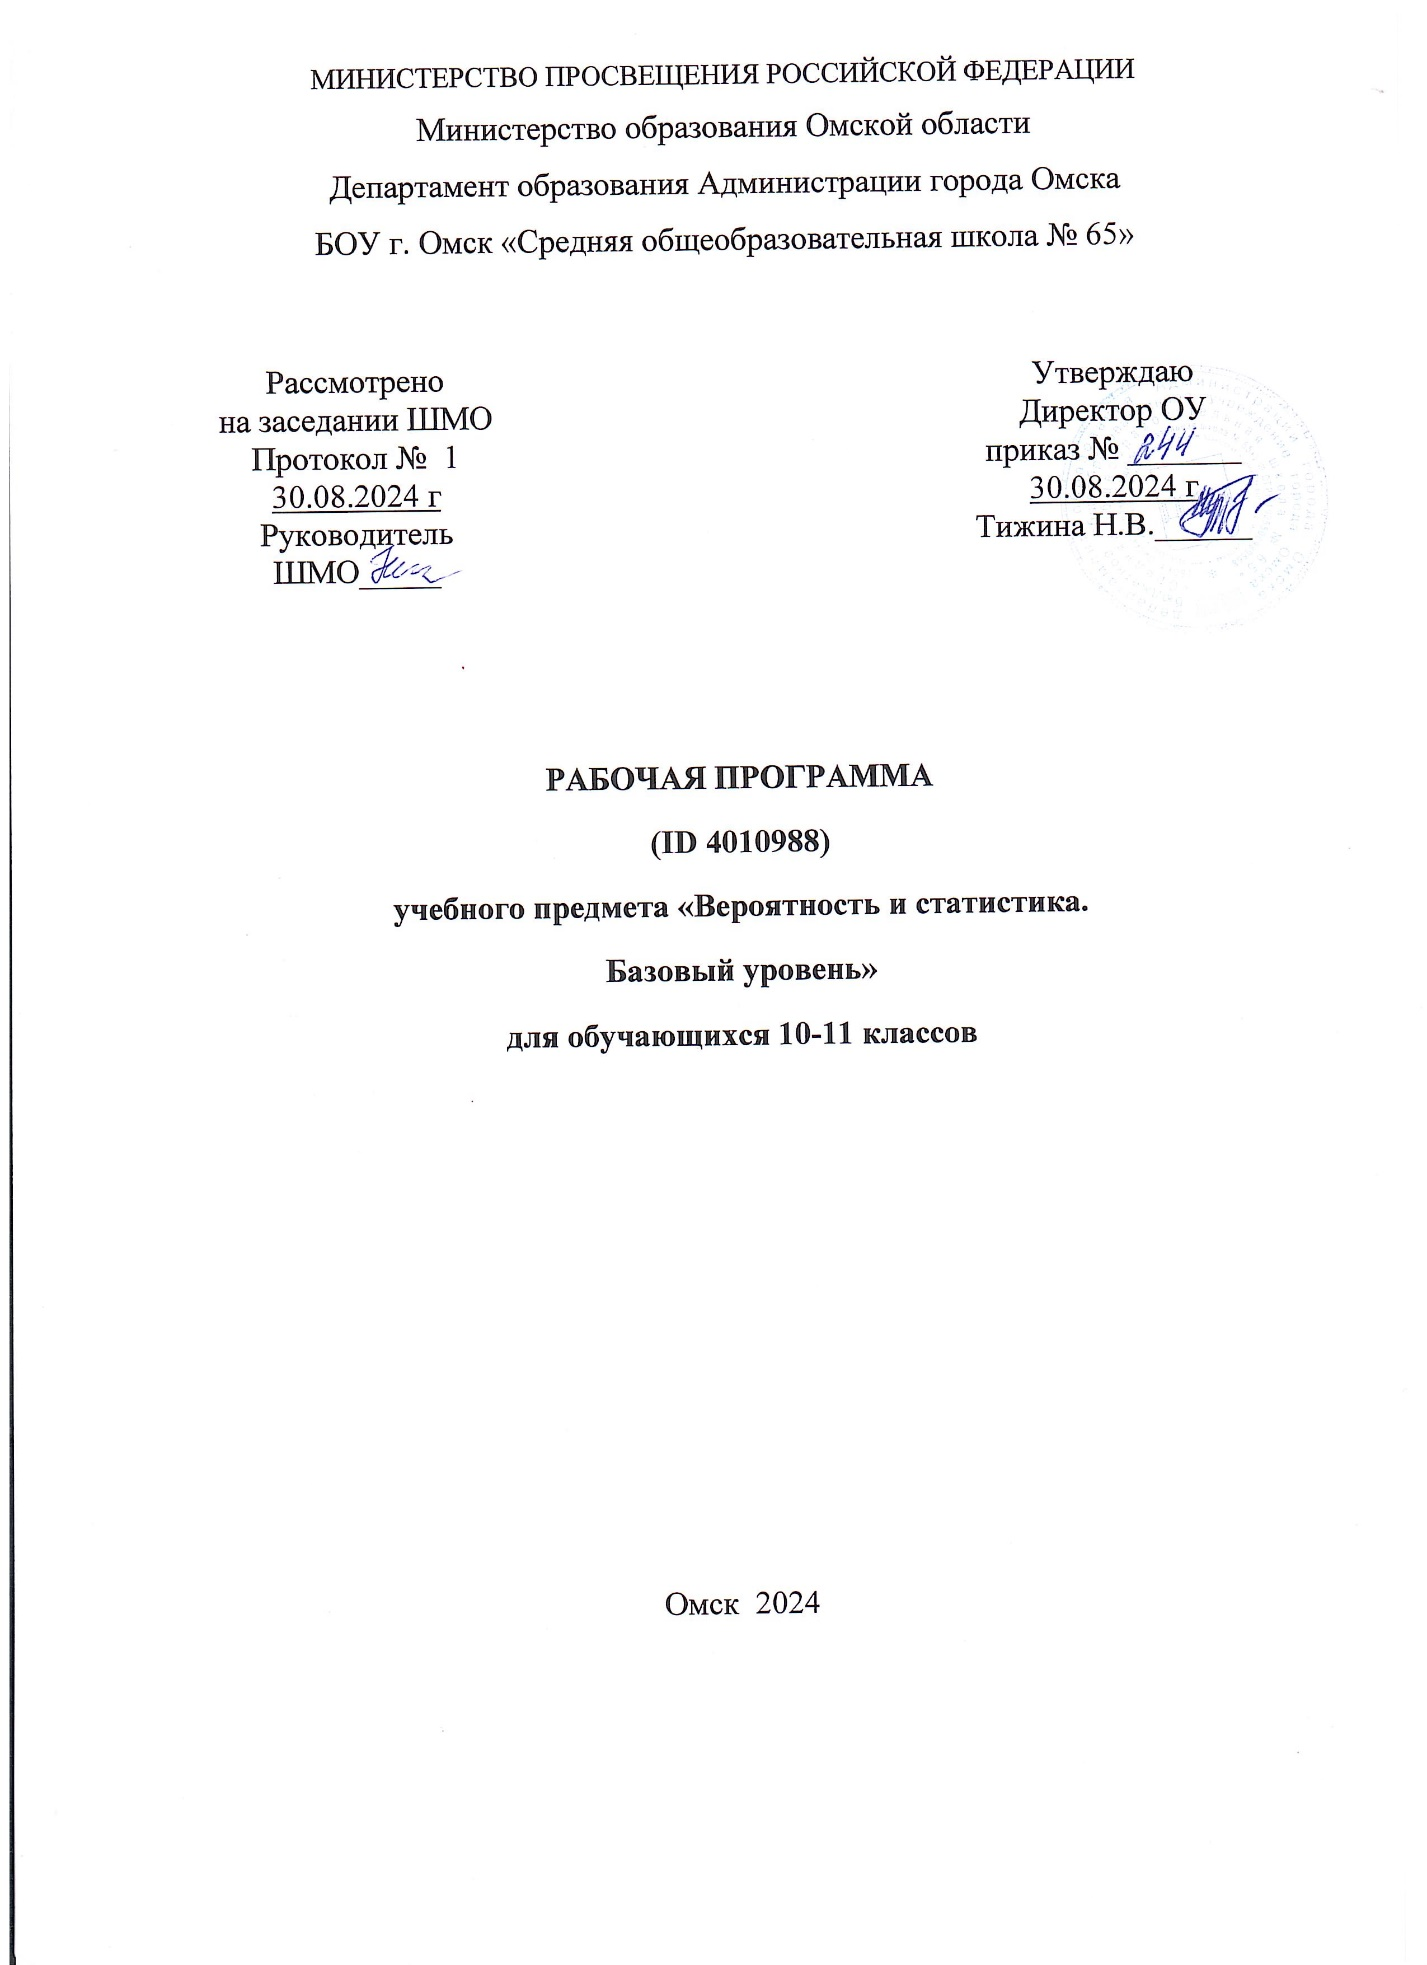 МИНИСТЕРСТВО ПРОСВЕЩЕНИЯ РОССИЙСКОЙ ФЕДЕРАЦИИ
Министерство образования Омской области
Департамент образования Администрации города Омска
БОУ г. Омск «Средняя общеобразовательная школа № 65»
Рассмотрено
на заседании ШМО
Протокол № 1
30.08.2024 г
Руководитель
ШМО______
Утверждаю
Директор ОУ
приказ № 244
30.08.2024 г
Тижина Н.В.______
РАБОЧАЯ ПРОГРАММА
(ID 4010988)
учебного предмета «Вероятность и статистика.
Базовый уровень»
для обучающихся 10-11 классов
Омск 2024